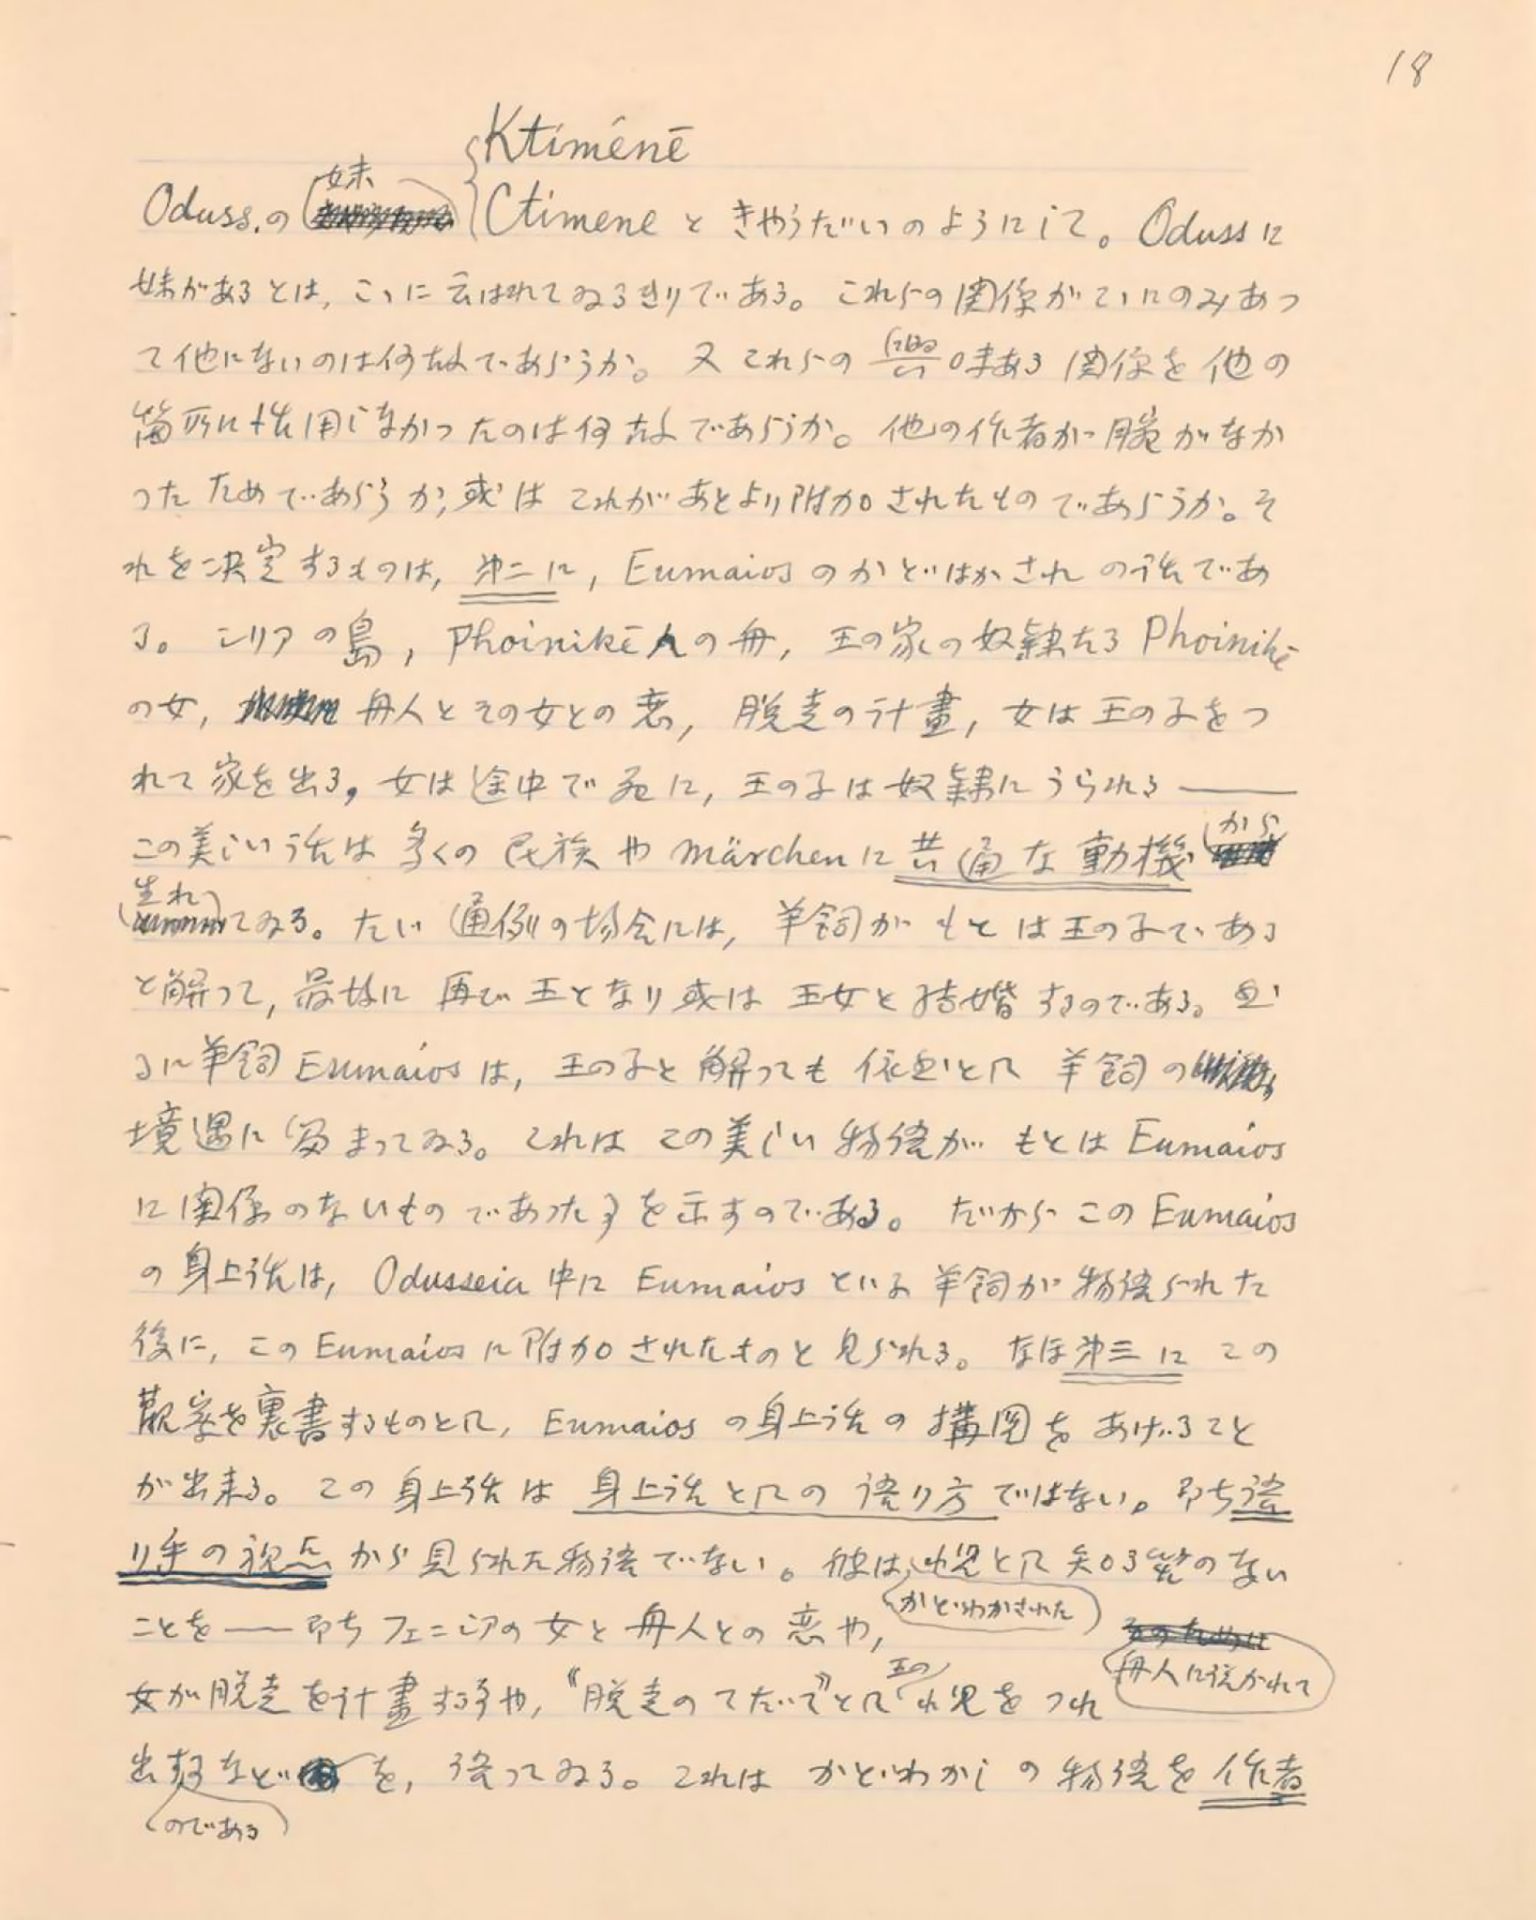 18
Ktiménē
妹
Oduss.の Ctimene と きやうだいのようにして。Odussに
妹があるとは, こゝに云はれてゐるきりである。これらの関係がこゝにのみあつ
て他にないのは何故であらうか。又これらの興味ある関係を他の
箇所に活用しなかつたのは何故であらうか。他の作者が腕がなか
つたためであらうか, 或は これがあとより附加されたものであらうか。そ
れを決定するものは, 第二に, Eumaiosのかどはかされの話であ
る。シリアの島, Phoinikē人の舟, 王の家の奴隷たるPhoinikē
の女, 舟人とその女との恋, 脱走の計畫, 女は王の子をつ
れて家を出る, 女は途中で死に, 王の子は奴隷にうられる——
から
この美しい話は多くの民族やmärchenに共通な動機
生れ
てゐる。たゞ通例の場合には, 羊飼がもとは王の子である
と解つて, 最後に再び王となり或は王女と結婚するのである。然
るに羊飼Eumaiosは, 王の子と解つても依然として羊飼の
境遇に留まつてゐる。これはこの美しい物語がもとはEumaios
に関係のないものであつた事を示すのである。だからこのEumaios
の身上話は, Odusseia中にEumaiosといふ羊飼が物語られた
後に, このEumaiosに附加されたものと見られる。なほ第三にこの
観察を裏書するものとして, Eumaiosの身上話の構図をあげること
が出来る。この身上話は身上話としての語り方ではない。即ち語
り手の視点から見られた物語でない。彼は小児として知る筈のない
かどわかされた
ことを——即ちフェニシアの女と舟人との恋や,
そのために
舟人に説かれて
王の
女が脱走を計畫する事や,《脱走のてだいて》として小児をつれ
出すなど を, 語つてゐる。これは かどわかしの物語を作者
のである